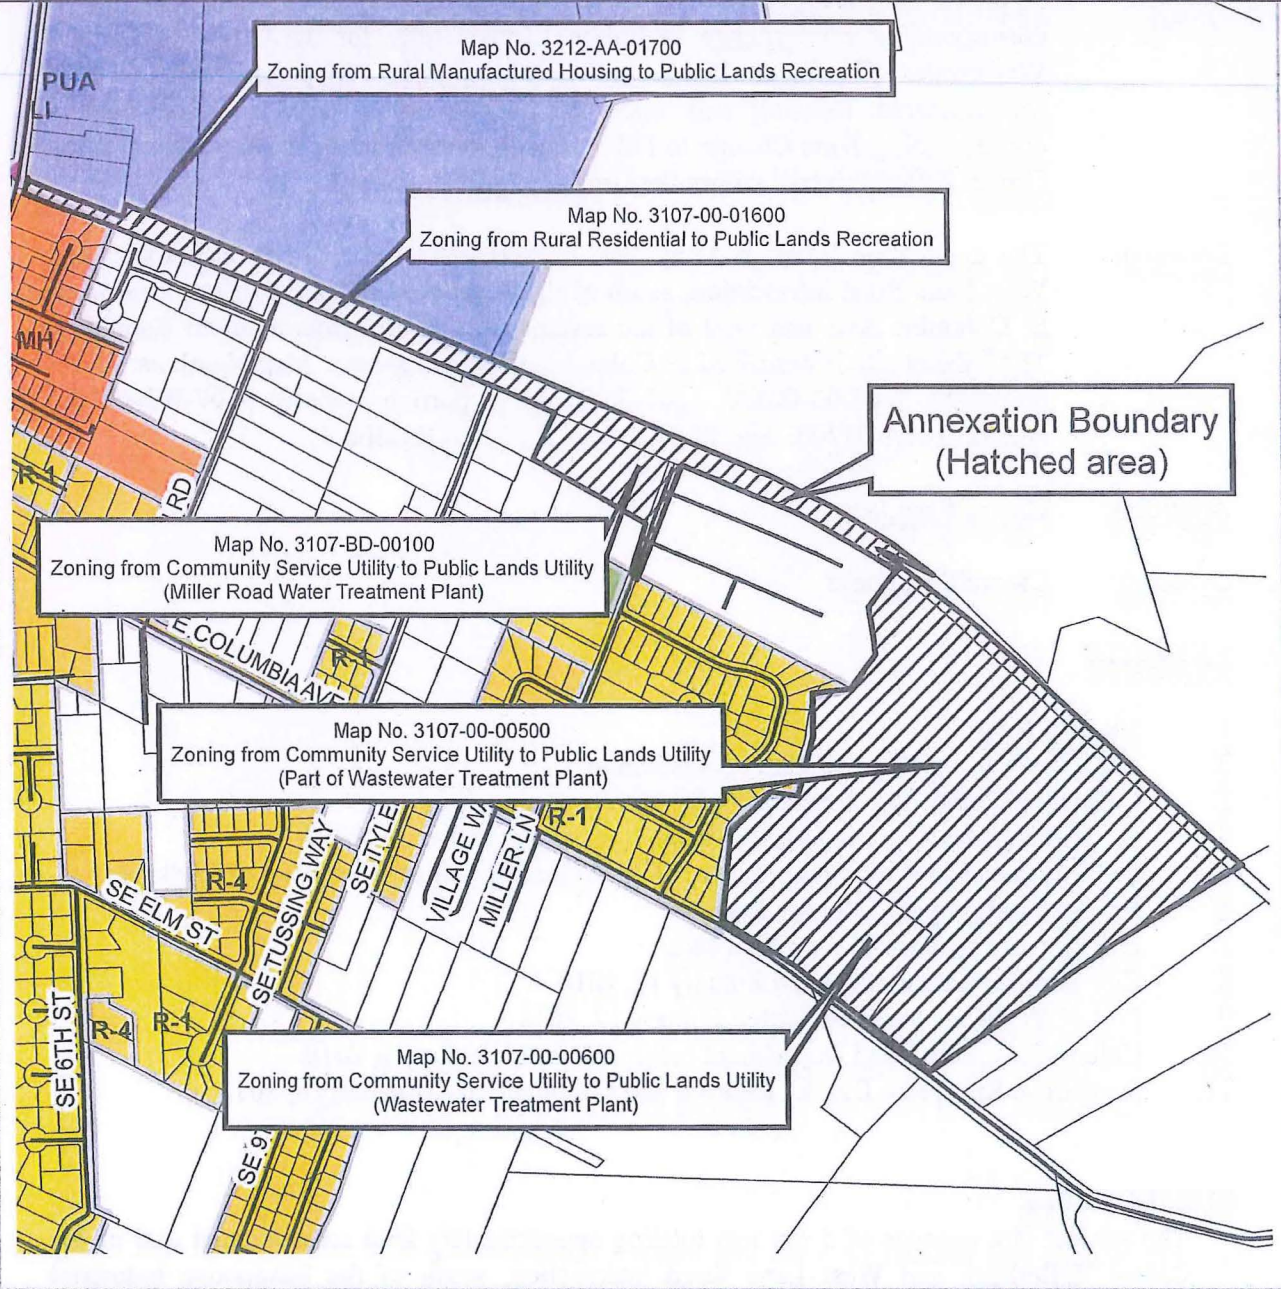 Map No. 3212-AA-01700
Zoning from Rural Manufactured Housing to Public Lands Recreation
PUA
LI
Map No. 3107-00-01600
Zoning from Rural Residential to Public Lands Recreation
MH
Annexation Boundary
(Hatched area)
R-1
RD
Map No. 3107-BD-00100
Zoning from Community Service Utility to Public Lands Utility
(Miller Road Water Treatment Plant)
E COLUMBIA AVE
R-1
Map No. 3107-00-00500
Zoning from Community Service Utility to Public Lands Utility
(Part of Wastewater Treatment Plant)
R-1
SE TYLE
VILLAGE W
MILLER LN
R-4
SE ELM ST
SE TUSSING WAY
SE 6TH ST
R-4
R-1
Map No. 3107-00-00600
Zoning from Community Service Utility to Public Lands Utility
(Wastewater Treatment Plant)
SE 9T